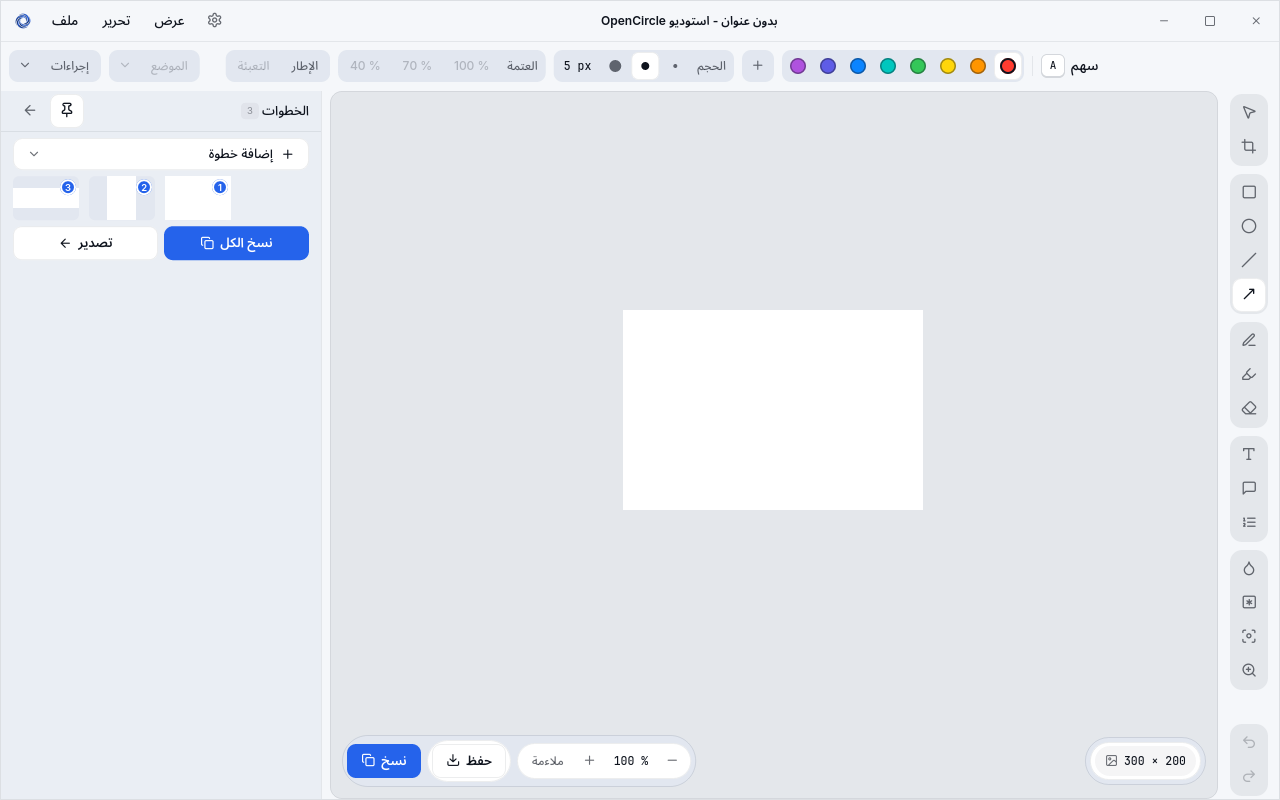 ملف
تحرير
عرض
بدون عنوان - استوديو OpenCircle
سهم A
الحجم
5 px
العتمة 100 % 70 % 40 %
الإطار التعبئة
الموضع
إجراءات
الخطوات 3
إضافة خطوة
1 2 3
نسخ الكل
تصدير
300 × 200
100 %
ملاءمة
حفظ
نسخ